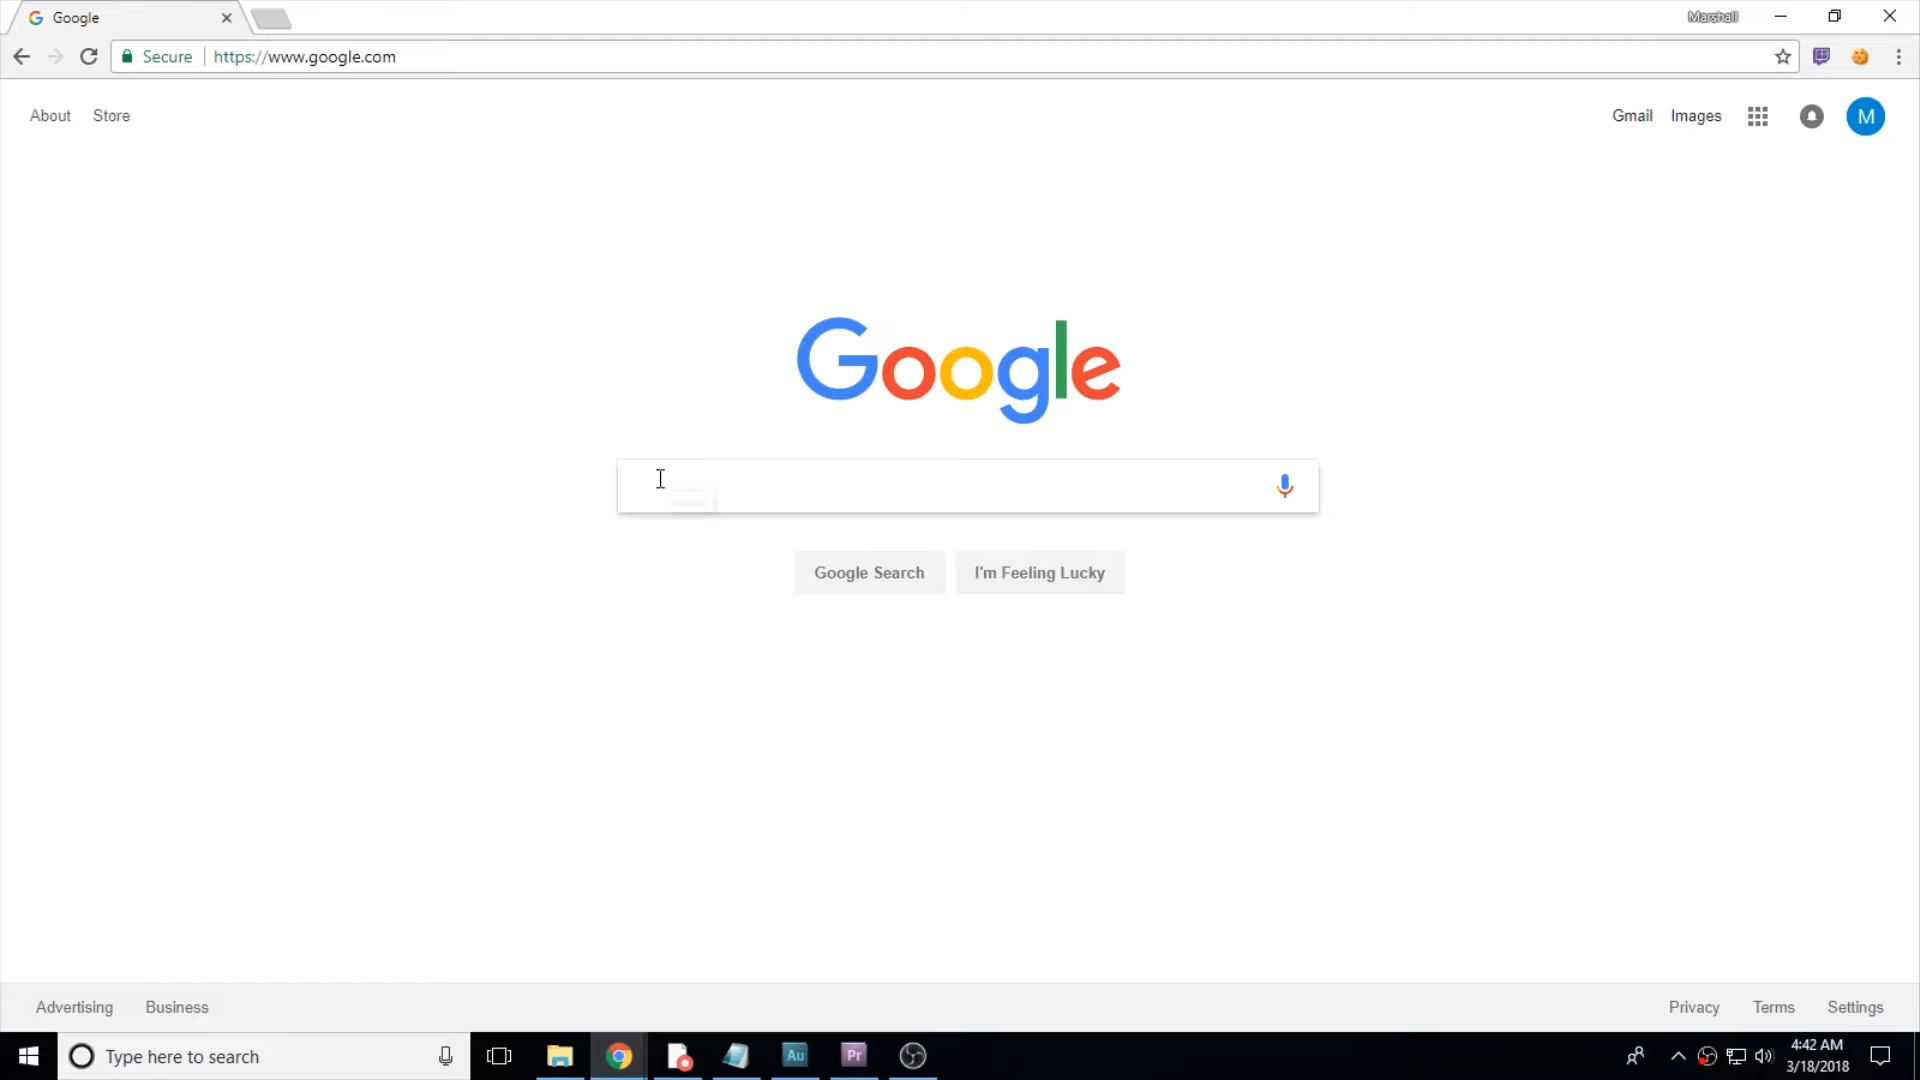 Google
Marshall
Secure
https://www.google.com
About
Store
Gmail
Images
M
Google
Google Search
I'm Feeling Lucky
Advertising
Business
Privacy
Terms
Settings
Type here to search
Au
Pr
4:42 AM
3/18/2018